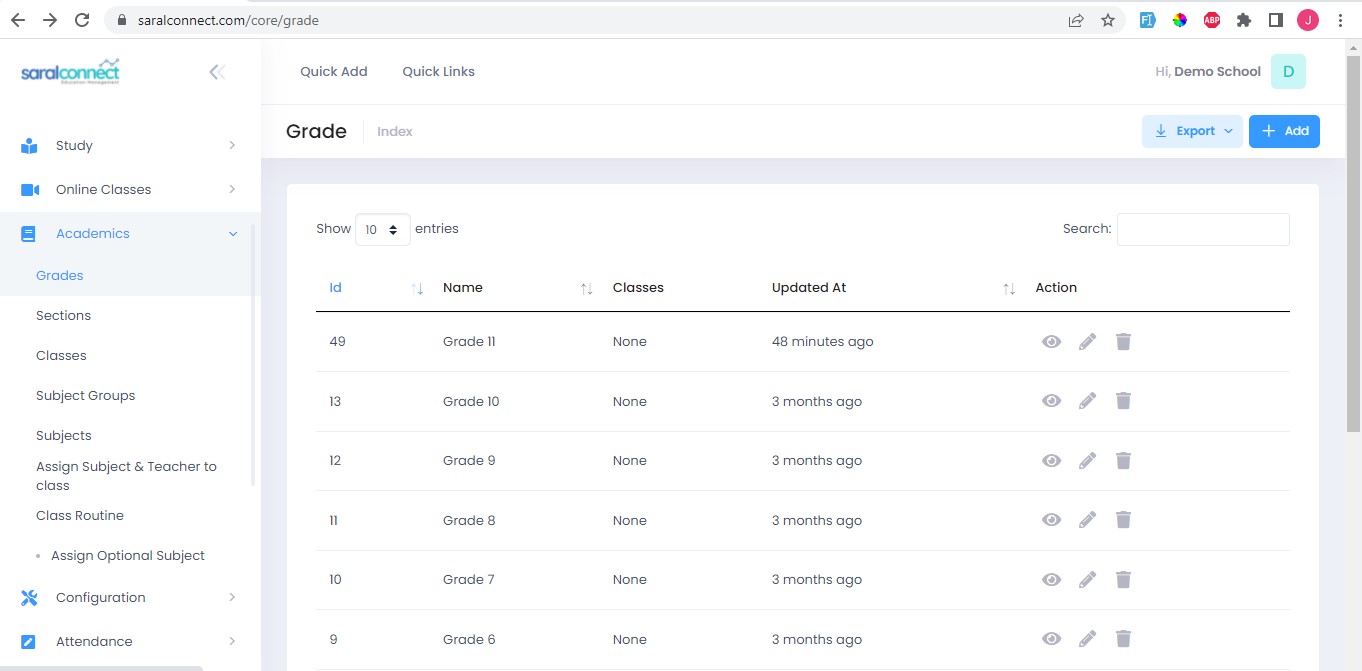 saralconnect.com/core/grade
ABP
J
saralconnect
Education Management
Quick Add Quick Links
Hi, Demo School D
Grade Index
Export Add
Study
Online Classes
Academics
Grades
Sections
Classes
Subject Groups
Subjects
Assign Subject & Teacher to
class
Class Routine
Assign Optional Subject
Configuration
Attendance
Show 10 entries
Search:
Id Name Classes Updated At Action
49 Grade 11 None 48 minutes ago
13 Grade 10 None 3 months ago
12 Grade 9 None 3 months ago
11 Grade 8 None 3 months ago
10 Grade 7 None 3 months ago
9 Grade 6 None 3 months ago